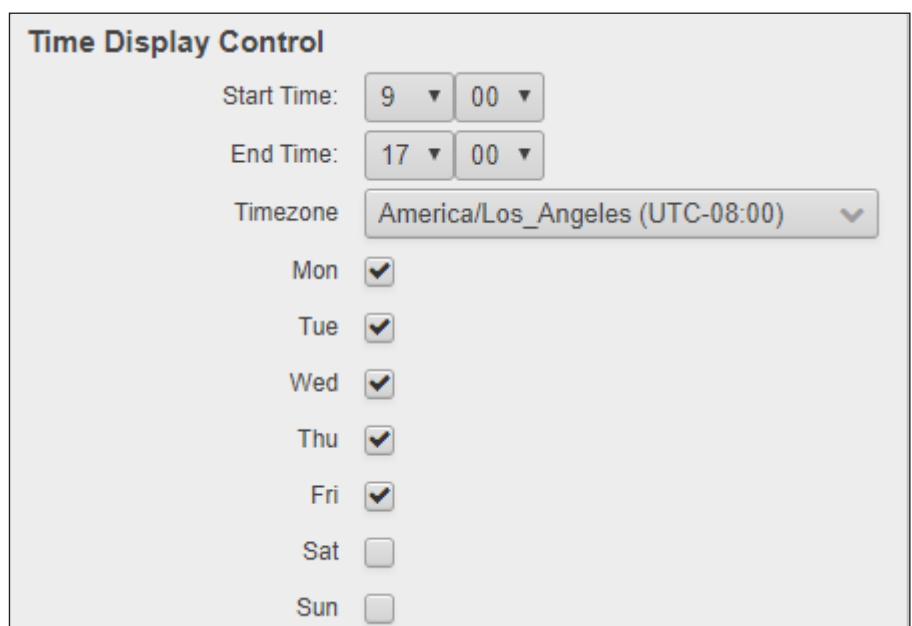 Time Display Control
Start Time: 9 00
End Time: 17 00
Timezone America/Los_Angeles (UTC-08:00)
Mon
Tue
Wed
Thu
Fri
Sat
Sun